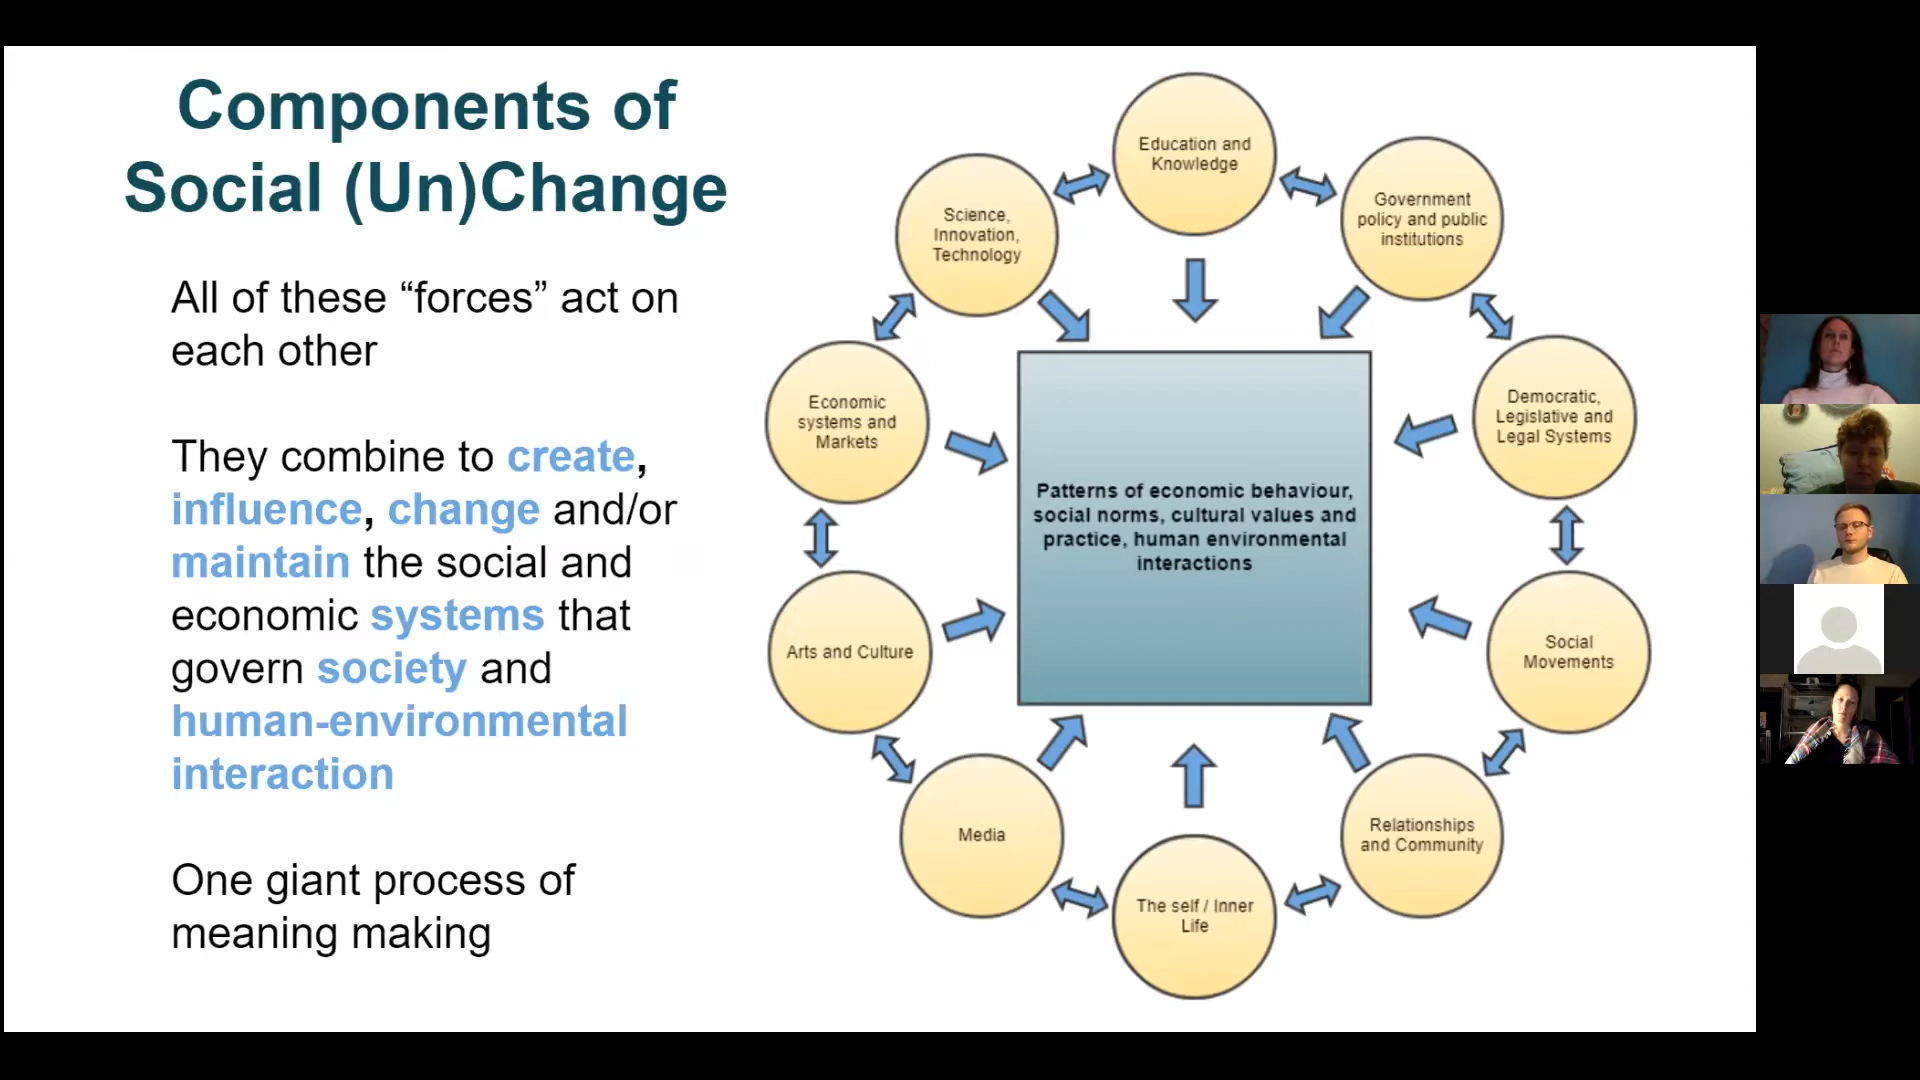 Components of
Social (Un)Change
All of these “forces” act on
each other
They combine to create,
influence, change and/or
maintain the social and
economic systems that
govern society and
human-environmental
interaction
One giant process of
meaning making
Education and
Knowledge
Government
policy and public
institutions
Democratic,
Legislative and
Legal Systems
Social
Movements
Relationships
and Community
The self / Inner
Life
Media
Arts and Culture
Economic
systems and
Markets
Science,
Innovation,
Technology
Patterns of economic behaviour,
social norms, cultural values and
practice, human environmental
interactions